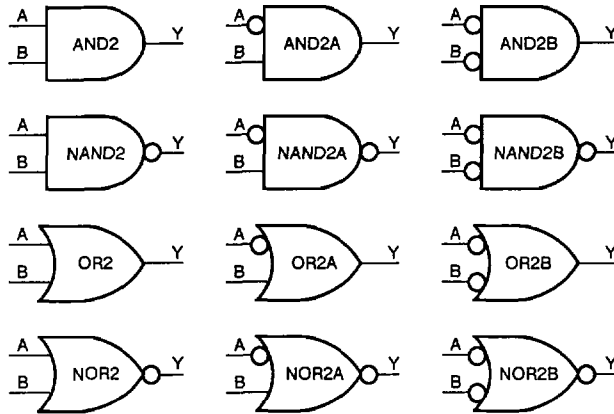 A AND2 Y
B
A AND2A Y
B
A AND2B Y
B
A NAND2 Y
B
A NAND2A Y
B
A NAND2B Y
B
A OR2 Y
B
A OR2A Y
B
A OR2B Y
B
A NOR2 Y
B
A NOR2A Y
B
A NOR2B Y
B